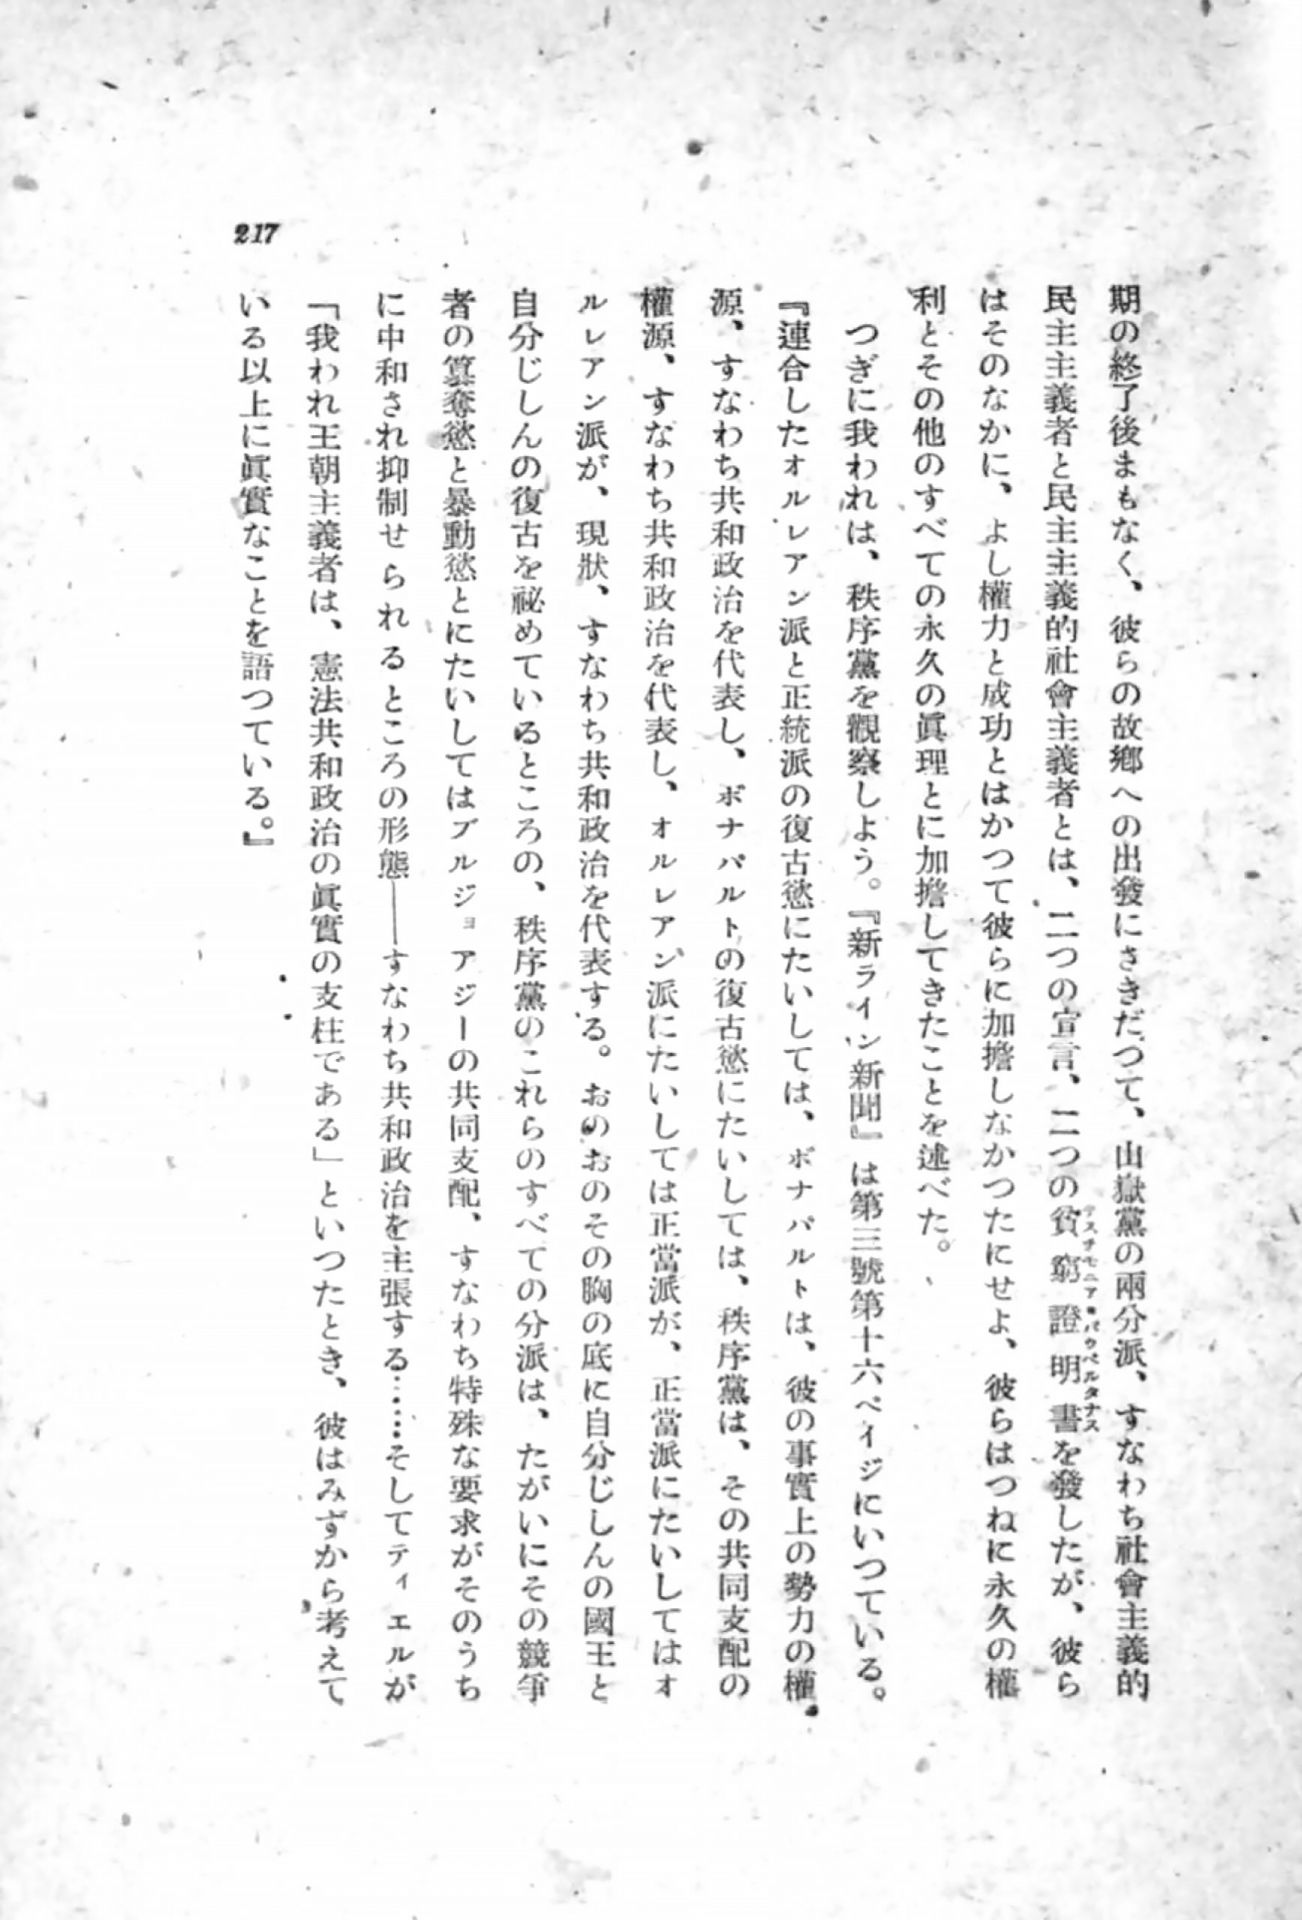 期の終了後まもなく、彼らの故鄕への出發にさきだつて、山嶽黨の兩分派、すなわち社會主義的
民主主義者と民主主義的社會主義者とは、二つの宣言、二つの貧窮證明書を發したが、彼ら
テスチモニア・パウペルタナス
はそのなかに、よし權力と成功とはかつて彼らに加擔しなかつたにせよ、彼らはつねに永久の權
利とその他のすべての永久の眞理とに加擔してきたことを述べた。
つぎに我われは、秩序黨を觀察しよう。『新ライン新聞』は第三號第十六ペイジにいつている。
『連合したオルレアン派と正統派の復古慾にたいしては、ボナパルトは、彼の事實上の勢力の權
源、すなわち共和政治を代表し、ボナパルトの復古慾にたいしては、秩序黨は、その共同支配の
權源、すなわち共和政治を代表し、オルレアン派にたいしては正當派が、正當派にたいしてはオ
ルレアン派が、現狀、すなわち共和政治を代表する。おのおのその胸の底に自分じしんの國王と
自分じしんの復古を祕めているところの、秩序黨のこれらのすべての分派は、たがいにその競爭
者の簒奪慾と暴動慾とにたいしてはブルジョアジーの共同支配、すなわち特殊な要求がそのうち
に中和され抑制せられるところの形態――すなわち共和政治を主張する……そしてティエルが
「我われ王朝主義者は、憲法共和政治の眞實の支柱である」といつたとき、彼はみずから考えて
いる以上に眞實なことを語つている。』
217